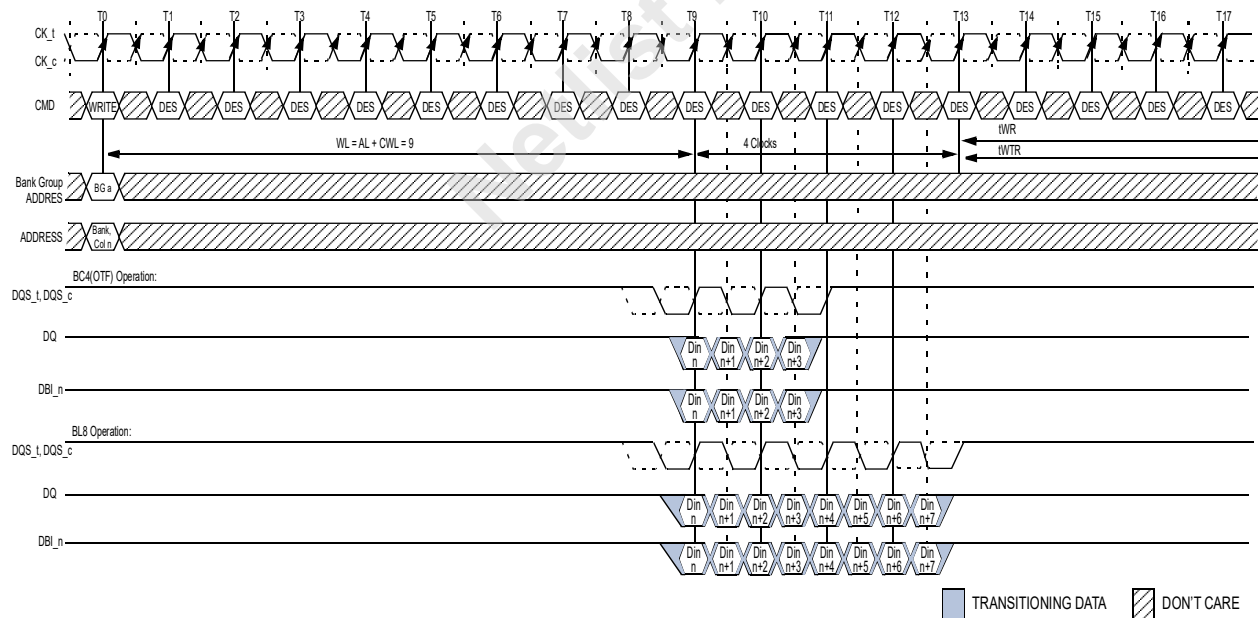 T0 T1 T2 T3 T4 T5 T6 T7 T8 T9 T10 T11 T12 T13 T14 T15 T16 T17
CK_t
CK_c
CMD WRITE DES DES DES DES DES DES DES DES DES DES DES DES DES DES DES DES DES
WL = AL + CWL = 9 4 Clocks tWR
tWTR
Bank Group
ADDRES
BG a
ADDRESS
Bank,
Col n
BC4(OTF) Operation:
DQS_t, DQS_c
DQ
Din n Din n+1 Din n+2 Din n+3
DBI_n
Din n Din n+1 Din n+2 Din n+3
BL8 Operation:
DQS_t, DQS_c
DQ
Din n Din n+1 Din n+2 Din n+3 Din n+4 Din n+5 Din n+6 Din n+7
DBI_n
Din n Din n+1 Din n+2 Din n+3 Din n+4 Din n+5 Din n+6 Din n+7
TRANSITIONING DATA DON'T CARE
Netlist